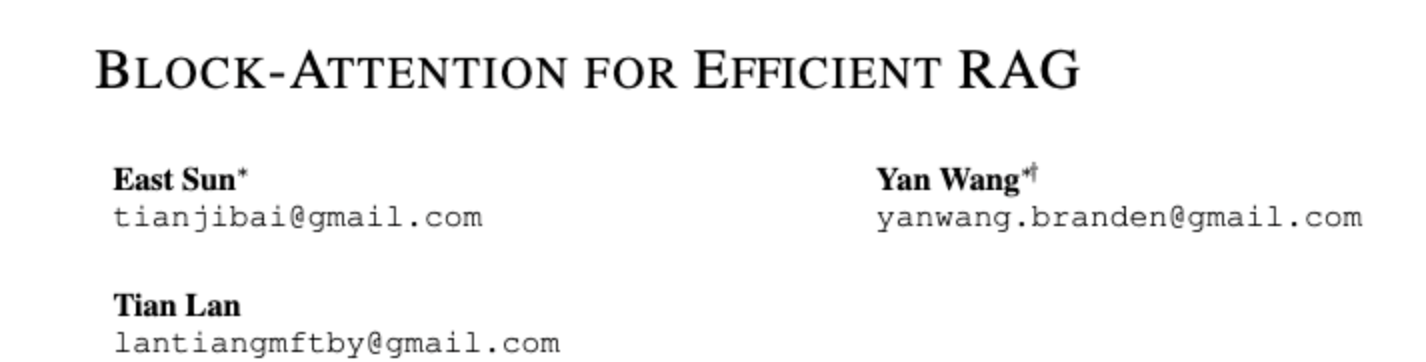 BLOCK-ATTENTION FOR EFFICIENT RAG
East Sun*
tianjibai@gmail.com
Yan Wang*†
yanwang.branden@gmail.com
Tian Lan
lantiangmftby@gmail.com